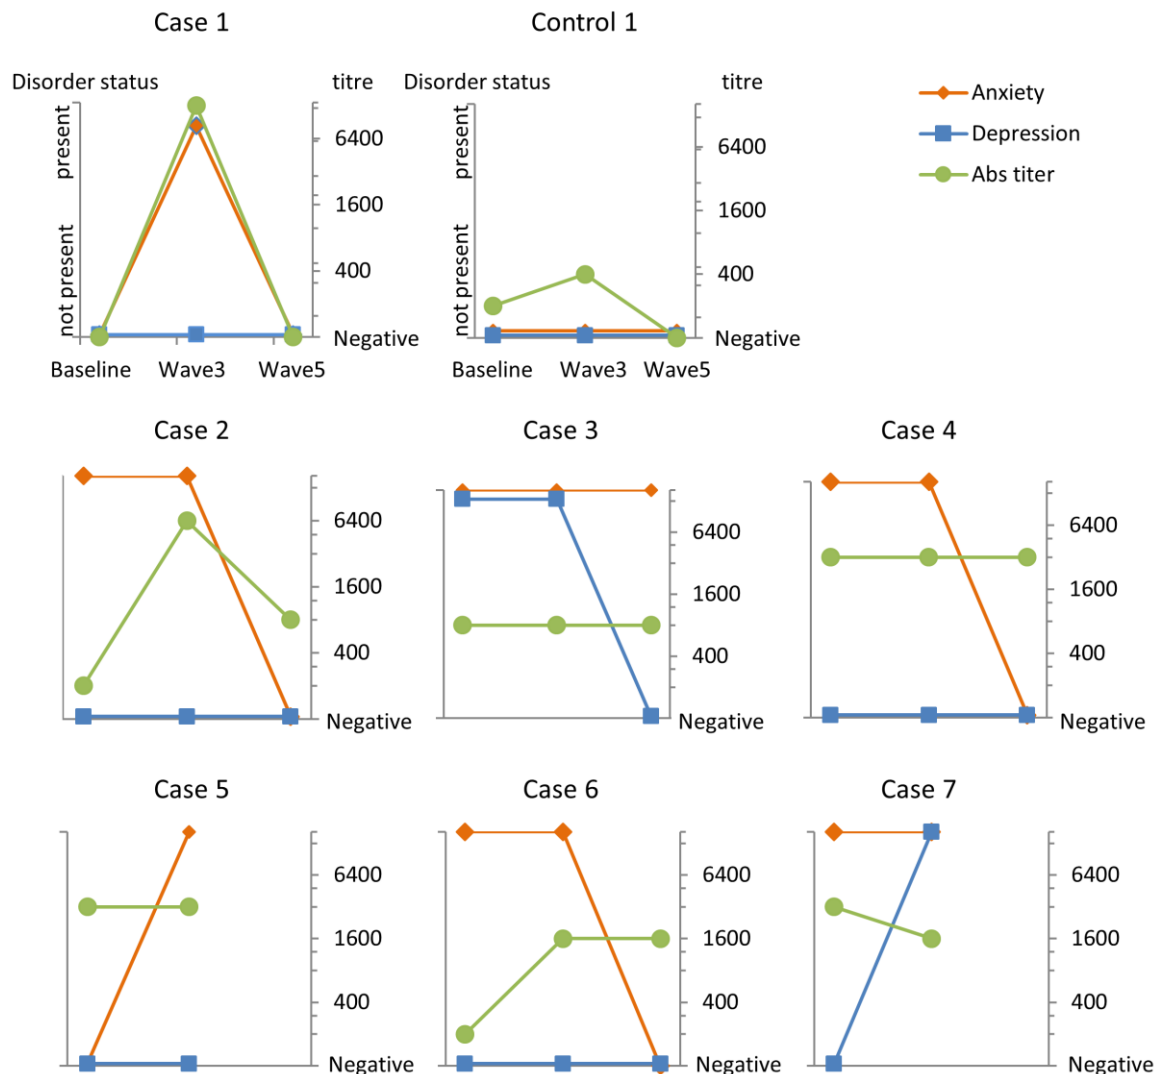 Case 1
Control 1
Disorder status
titre
Disorder status
titre
present
not present
6400
1600
400
Negative
present
not present
6400
1600
400
Negative
Anxiety
Depression
Abs titer
Baseline
Wave3
Wave5
Baseline
Wave3
Wave5
Case 2
Case 3
Case 4
6400
1600
400
Negative
6400
1600
400
Negative
6400
1600
400
Negative
Case 5
Case 6
Case 7
6400
1600
400
Negative
6400
1600
400
Negative
6400
1600
400
Negative